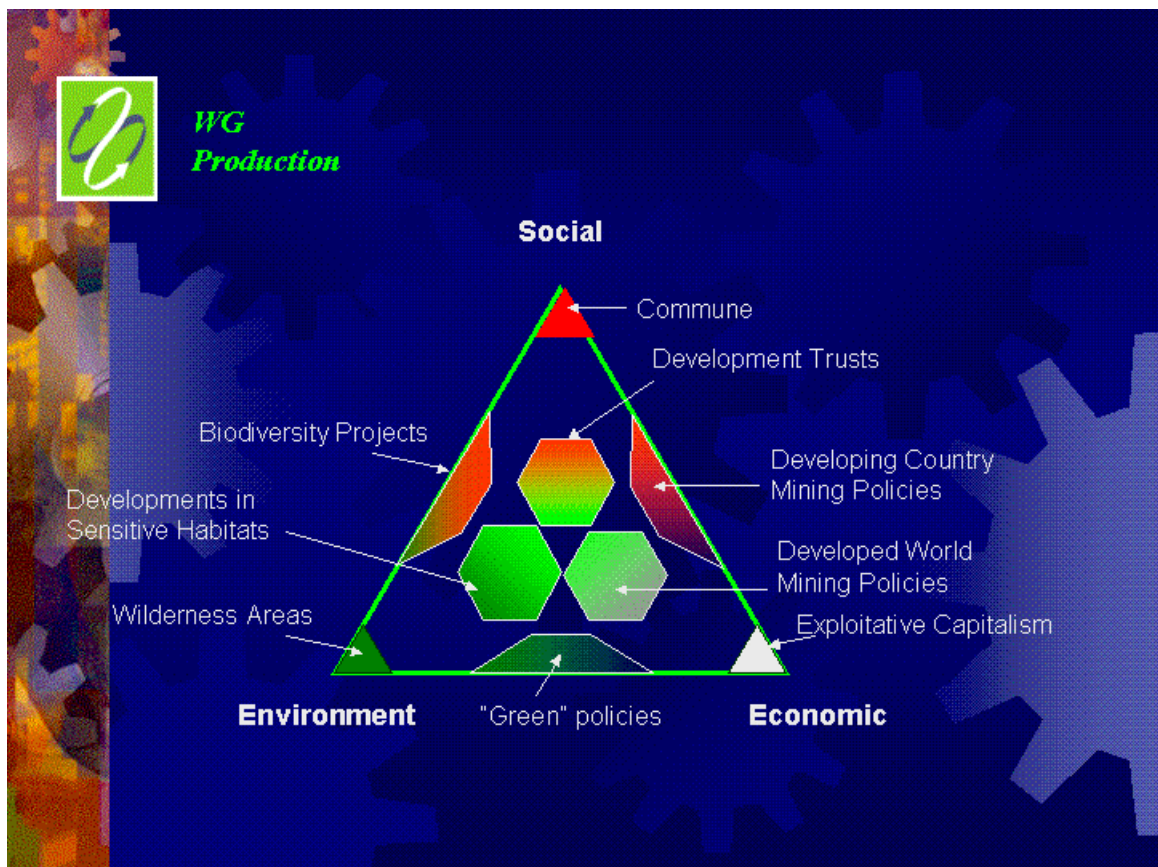 WG
Production
Social
Commune
Development Trusts
Biodiversity Projects
Developing Country
Mining Policies
Developments in
Sensitive Habitats
Developed World
Mining Policies
Wilderness Areas
Exploitative Capitalism
Environment
"Green" policies
Economic